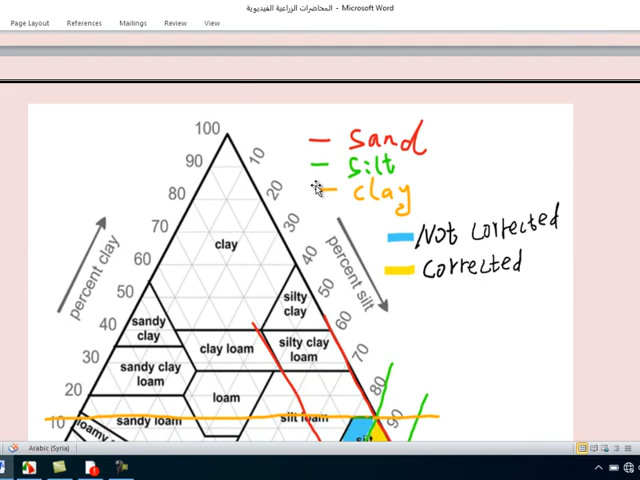 المحاضرات الزراعية الفيديوية - Microsoft Word
Page Layout References Mailings Review View
100
90
80
70
60
50
40
30
20
10
10
20
30
40
50
60
70
80
90
percent clay
percent silt
sand
silt
clay
Not corrected
corrected
clay
silty
clay
sandy
clay
clay loam
silty clay
loam
sandy clay
loam
loam
sandy loam
silt loam
loamy
silt
Arabic (Syria)